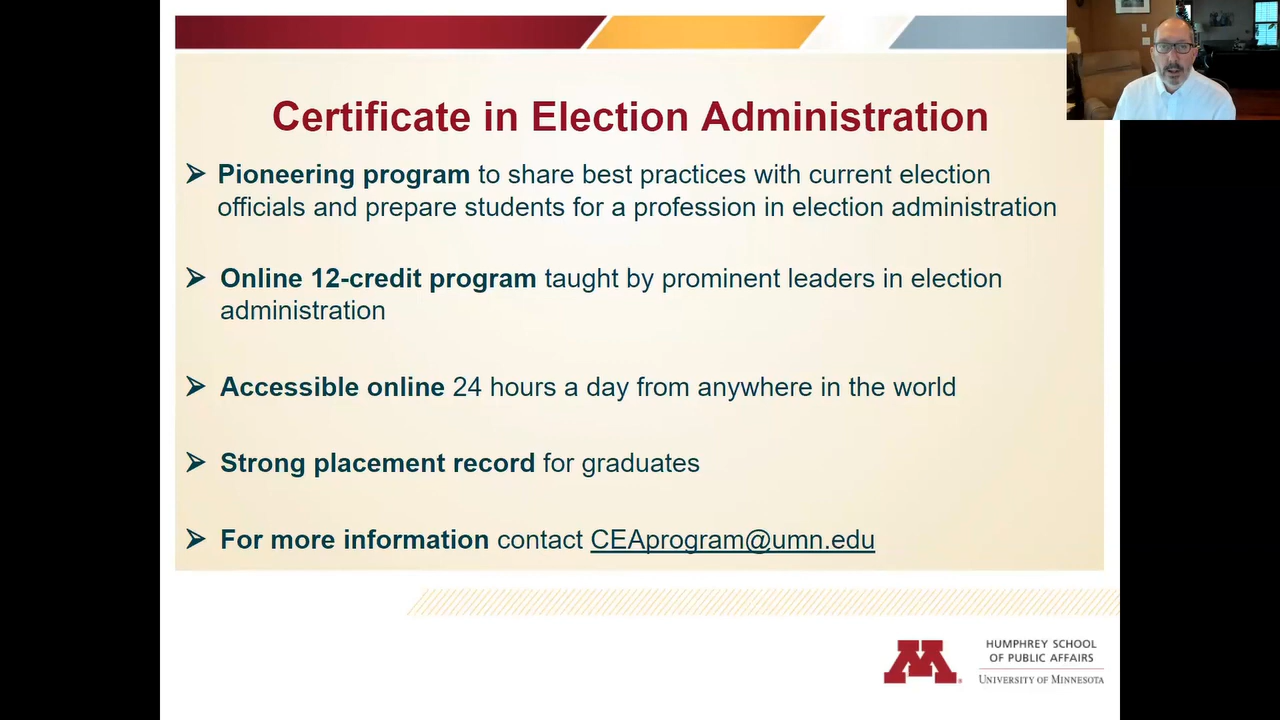 Certificate in Election Administration
➢ Pioneering program to share best practices with current election
officials and prepare students for a profession in election administration
➢ Online 12-credit program taught by prominent leaders in election
administration
➢ Accessible online 24 hours a day from anywhere in the world
➢ Strong placement record for graduates
➢ For more information contact CEAprogram@umn.edu
M
HUMPHREY SCHOOL
OF PUBLIC AFFAIRS
UNIVERSITY OF MINNESOTA